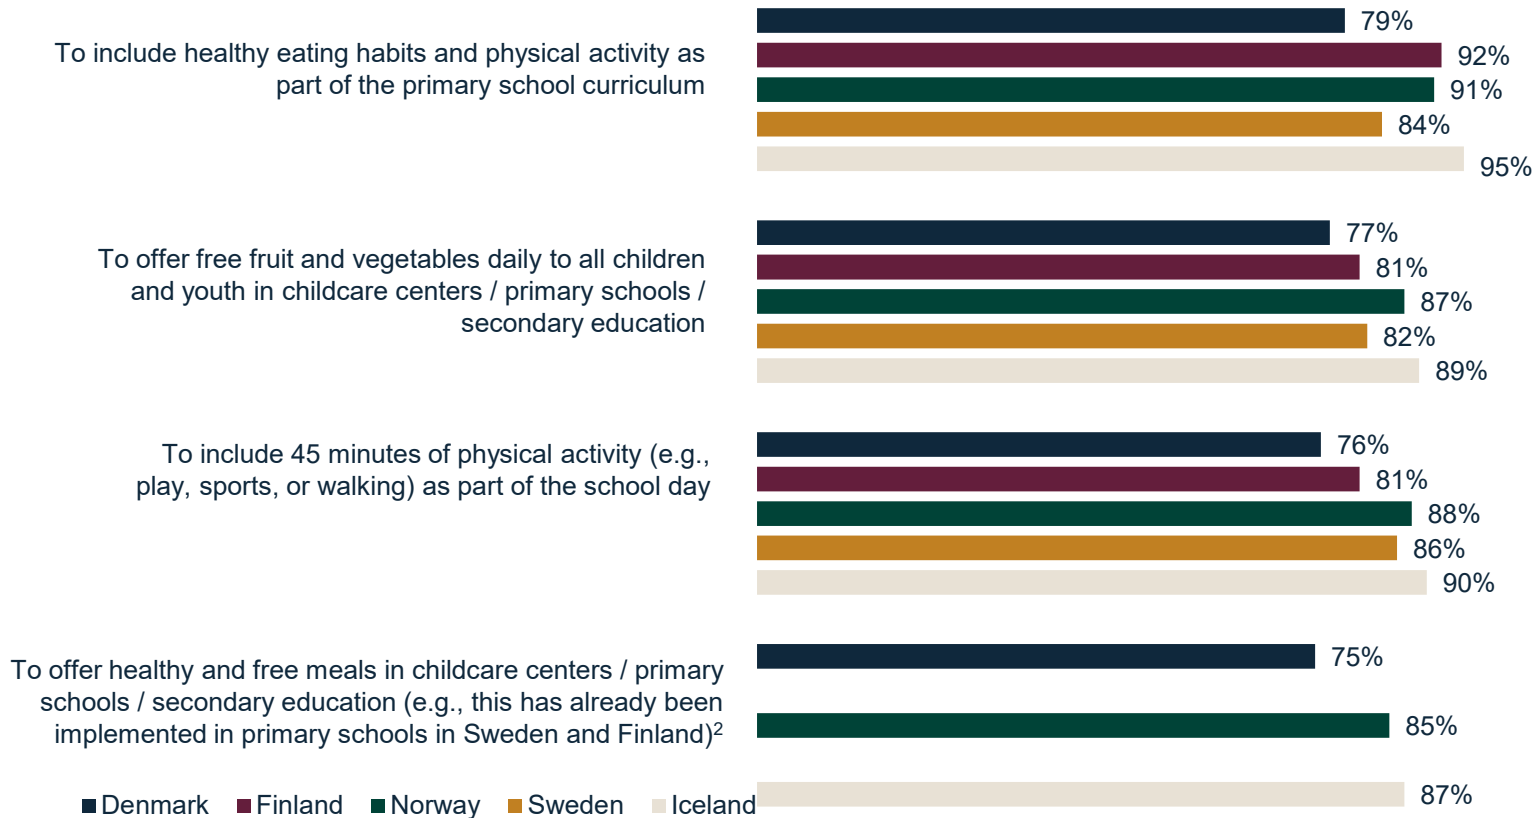 To include healthy eating habits and physical activity as
part of the primary school curriculum
79%
92%
91%
84%
95%
To offer free fruit and vegetables daily to all children
and youth in childcare centers / primary schools /
secondary education
77%
81%
87%
82%
89%
To include 45 minutes of physical activity (e.g.,
play, sports, or walking) as part of the school day
76%
81%
88%
86%
90%
To offer healthy and free meals in childcare centers / primary
schools / secondary education (e.g., this has already been
implemented in primary schools in Sweden and Finland)²
75%
85%
87%
Denmark Finland Norway Sweden Iceland